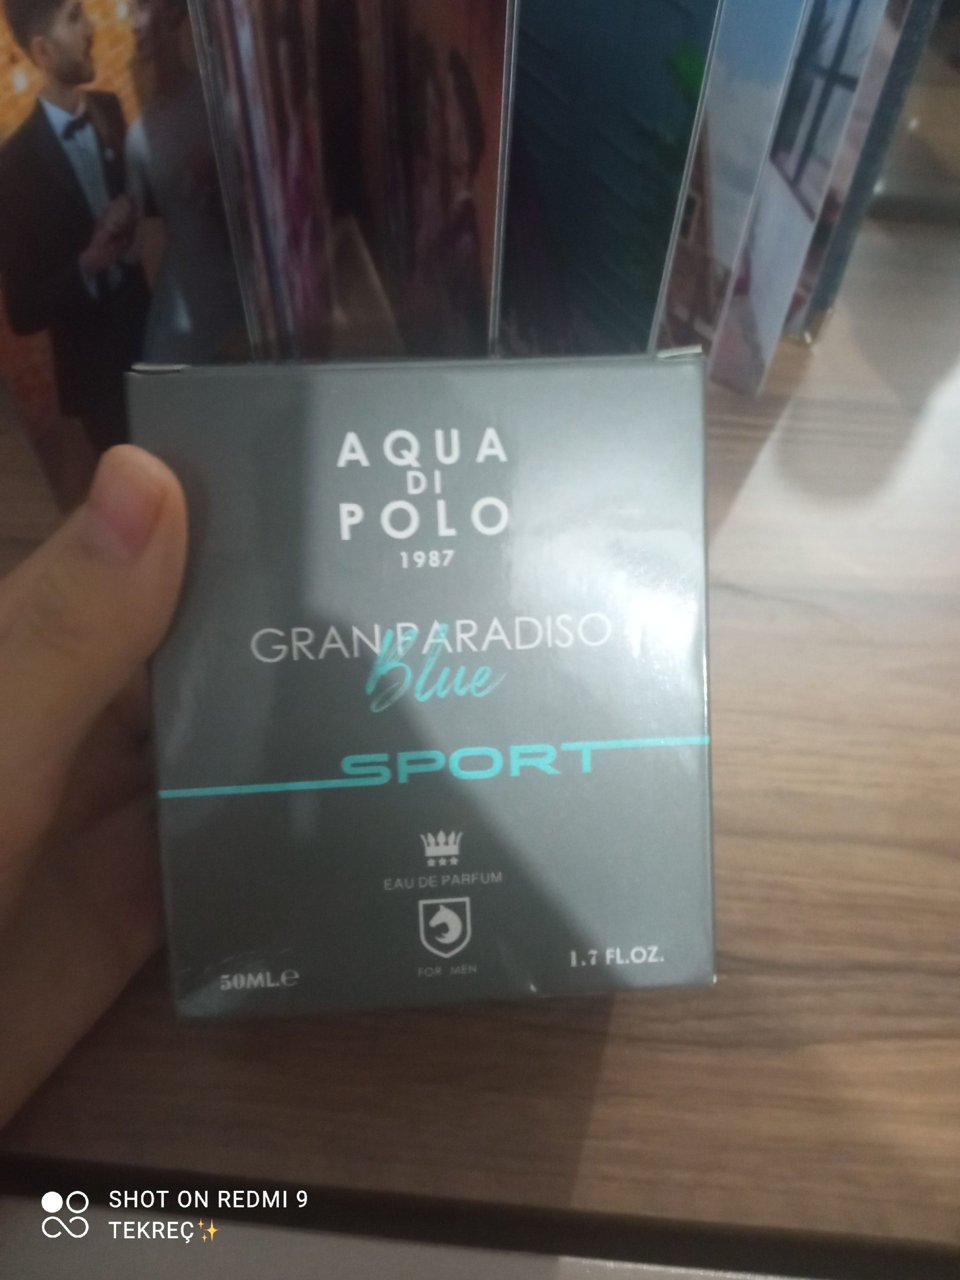 AQUA
DI
POLO
1987
GRAN PARADISO
Blue
SPORT
EAU DE PARFUM
FOR MEN
50ML.e 1.7 FL.OZ.
SHOT ON REDMI 9
TEKREÇ✨